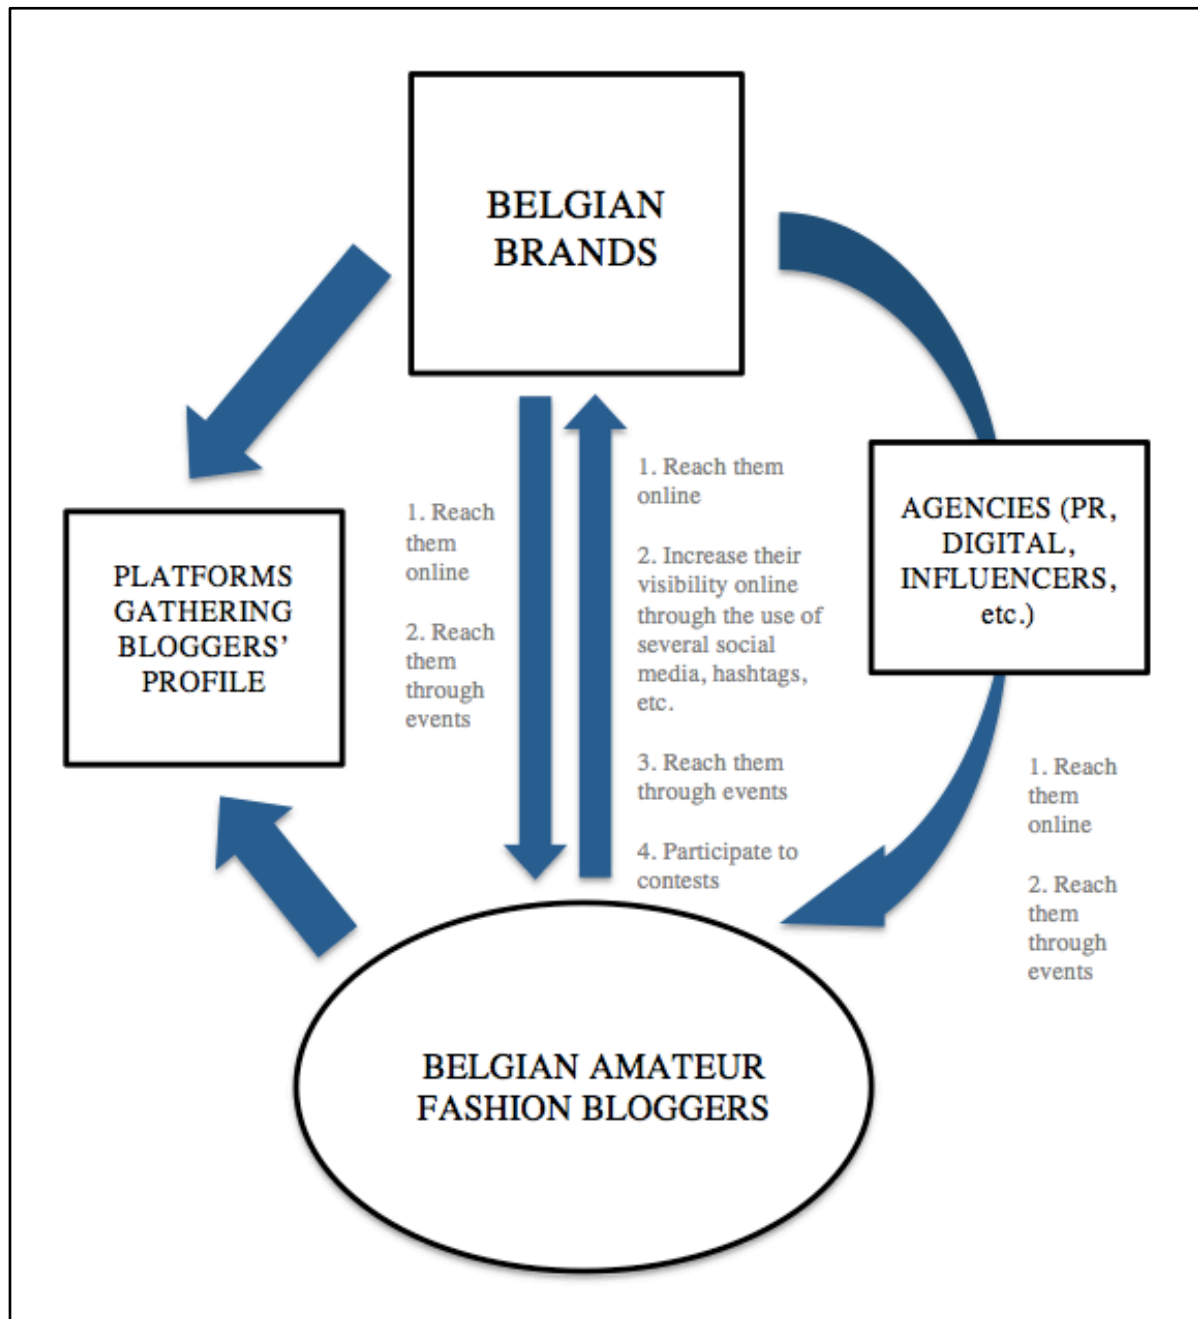 BELGIAN
BRANDS
PLATFORMS
GATHERING
BLOGGERS'
PROFILE
1. Reach
them
online
2. Reach
them
through
events
1. Reach them
online
2. Increase their
visibility online
through the use of
several social
media, hashtags,
etc.
3. Reach them
through events
4. Participate to
contests
AGENCIES (PR,
DIGITAL,
INFLUENCERS,
etc.)
1. Reach
them
online
2. Reach
them
through
events
BELGIAN AMATEUR
FASHION BLOGGERS